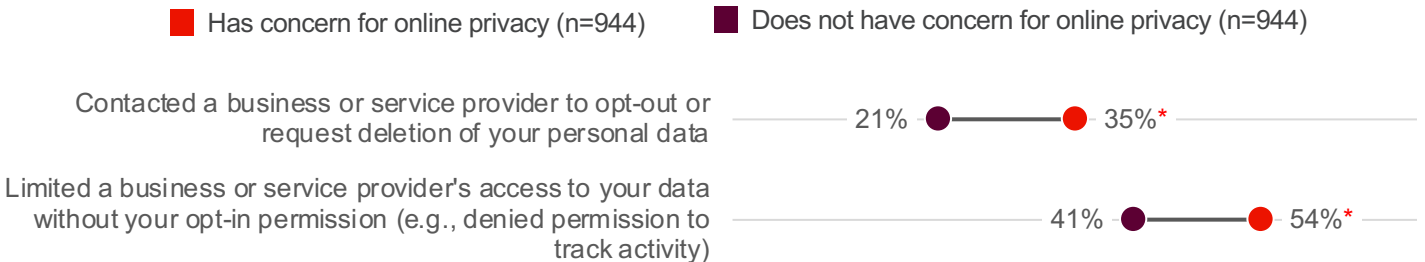 Has concern for online privacy (n=944)
Does not have concern for online privacy (n=944)
Contacted a business or service provider to opt-out or
request deletion of your personal data
21%
35%*
Limited a business or service provider's access to your data
without your opt-in permission (e.g., denied permission to
track activity)
41%
54%*